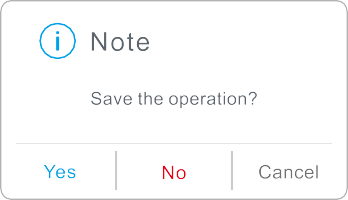 Note
Save the operation?
Yes No Cancel